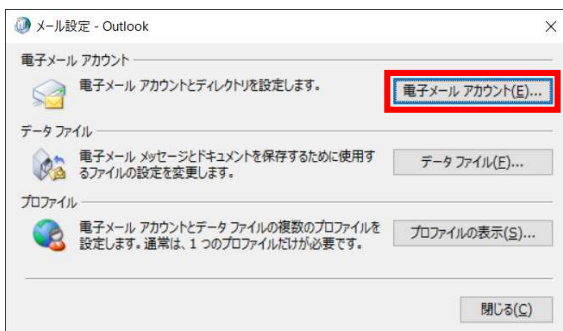 メール設定 - Outlook
電子メール アカウント
電子メール アカウントとディレクトリを設定します。
電子メール アカウント(E)...
データ ファイル
電子メール メッセージとドキュメントを保存するために使用す
るファイルの設定を変更します。
データ ファイル(F)...
プロファイル
電子メール アカウントとデータ ファイルの複数のプロファイルを
設定します。通常は、1 つのプロファイルだけが必要です。
プロファイルの表示(S)...
閉じる(C)